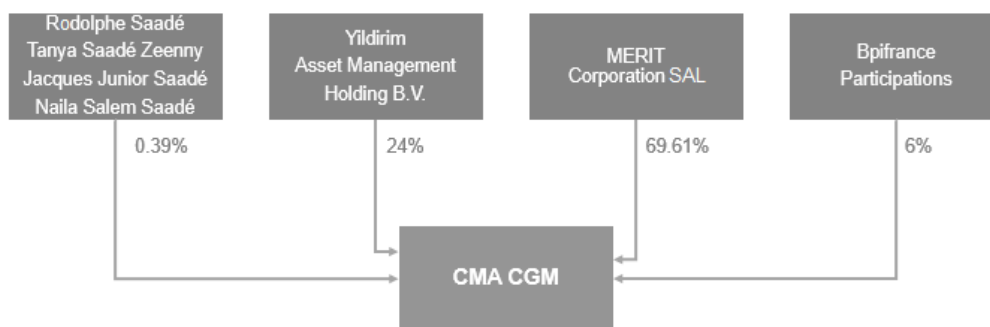 Rodolphe Saadé
Tanya Saadé Zeenny
Jacques Junior Saadé
Naila Salem Saadé
Yildirim
Asset Management
Holding B.V.
MERIT
Corporation SAL
Bpifrance
Participations
0.39%
24%
69.61%
6%
CMA CGM